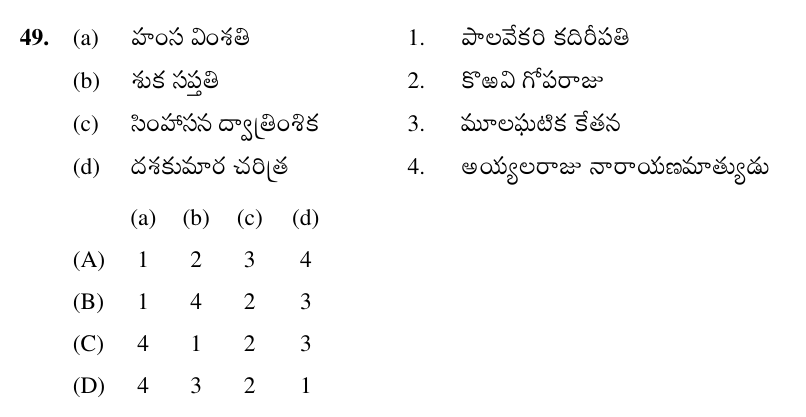 49. (a) హంస వింశతి 1. పాలవేకరి కదిరీపతి
(b) శుక సప్తతి 2. కొఱవి గోపరాజు
(c) సింహాసన ద్వాత్రింశిక 3. మూలఘటిక కేతన
(d) దశకుమార చరిత్ర 4. అయ్యలరాజు నారాయణమాత్యుడు
(a) (b) (c) (d)
(A) 1 2 3 4
(B) 1 4 2 3
(C) 4 1 2 3
(D) 4 3 2 1